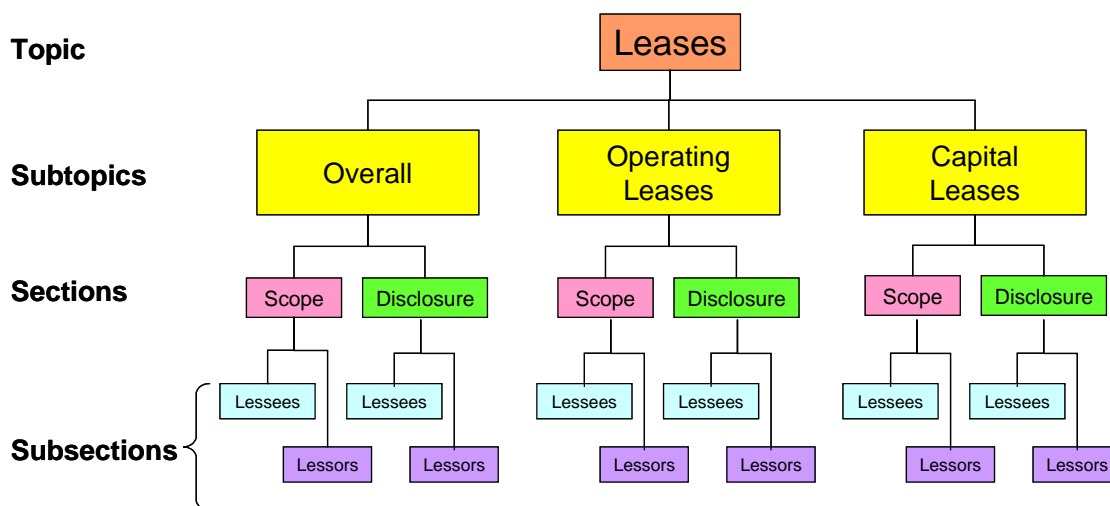 Topic
Leases
Subtopics
Overall
Operating
Leases
Capital
Leases
Sections
Scope
Disclosure
Scope
Disclosure
Scope
Disclosure
Subsections
Lessees
Lessees
Lessees
Lessees
Lessees
Lessees
Lessors
Lessors
Lessors
Lessors
Lessors
Lessors